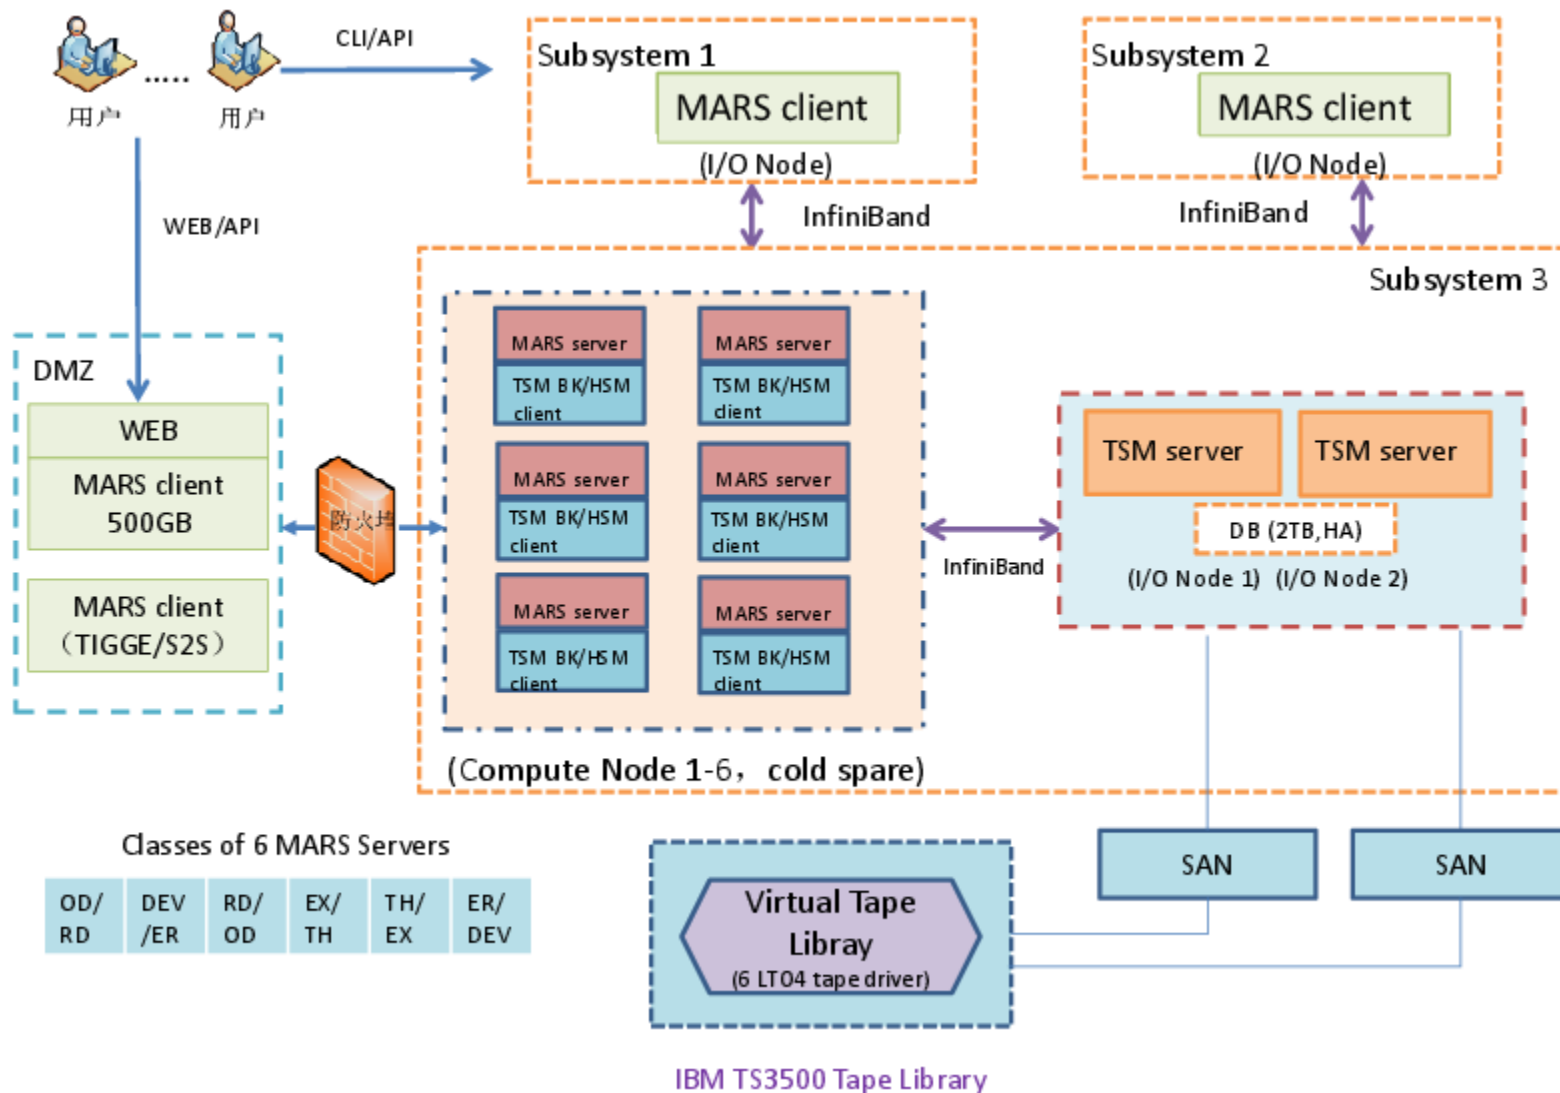 CLI/API
用户
.....
用户
Subsystem 1
MARS client
(I/O Node)
InfiniBand
Subsystem 2
MARS client
(I/O Node)
InfiniBand
WEB/API
Subsystem 3
DMZ
WEB
MARS client
500GB
MARS client
（TIGGE/S2S）
防火墙
MARS server
TSM BK/HSM
client
MARS server
TSM BK/HSM
client
MARS server
TSM BK/HSM
client
MARS server
TSM BK/HSM
client
MARS server
TSM BK/HSM
client
MARS server
TSM BK/HSM
client
(Compute Node 1-6， cold spare)
InfiniBand
TSM server
TSM server
DB (2TB,HA)
(I/O Node 1) (I/O Node 2)
SAN
SAN
Classes of 6 MARS Servers
OD/
RD
DEV
/ER
RD/
OD
EX/
TH
TH/
EX
ER/
DEV
Virtual Tape
Libray
(6 LTO4 tape driver)
IBM TS3500 Tape Library